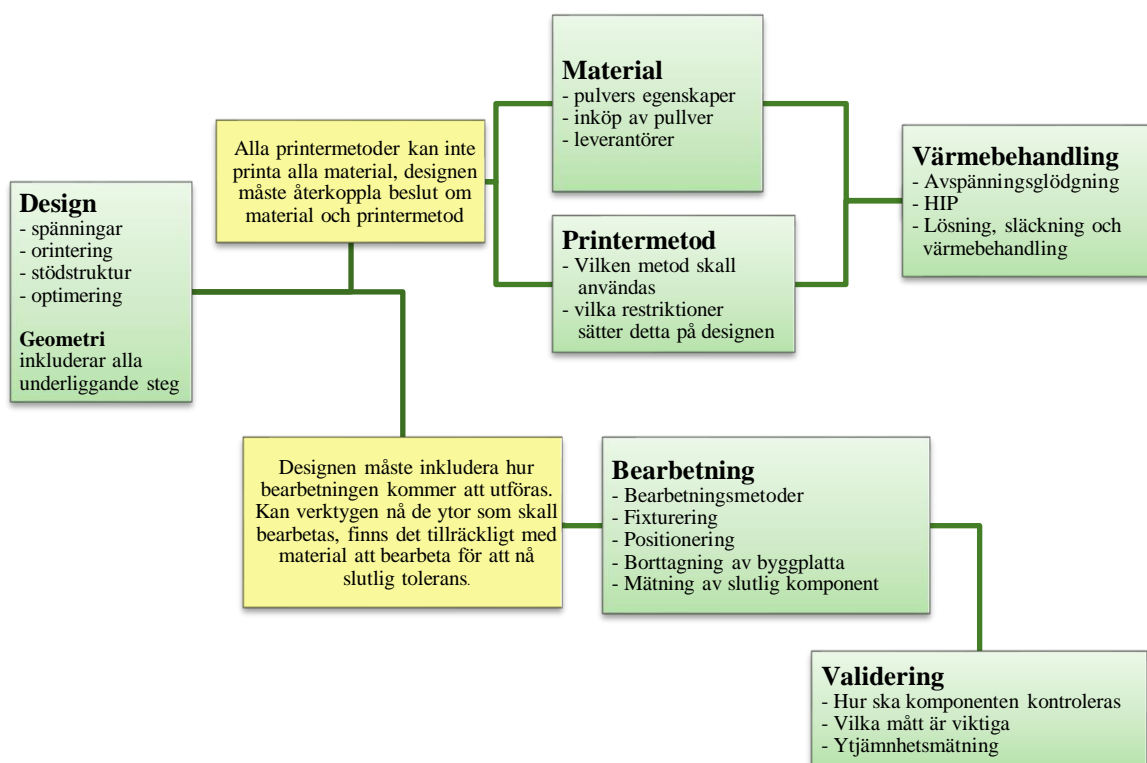 Design
- spänningar
- orintering
- stödstruktur
- optimering
Geometri
inkluderar alla
underliggande steg
Alla printermetoder kan inte
printa alla material, designen
måste återkoppla beslut om
material och printermetod
Material
- pulvers egenskaper
- inköp av pullver
- leverantörer
Printermetod
- Vilken metod skall
användas
- vilka restriktioner
sätter detta på designen
Värmebehandling
- Avspänningsglödgning
- HIP
- Lösning, släckning och
värmebehandling
Designen måste inkludera hur
bearbetningen kommer att utföras.
Kan verktygen nå de ytor som skall
bearbetas, finns det tillräckligt med
material att bearbeta för att nå
slutlig tolerans.
Bearbetning
- Bearbetningsmetoder
- Fixturering
- Positionering
- Borttagning av byggplatta
- Mätning av slutlig komponent
Validering
- Hur ska komponenten kontroleras
- Vilka mått är viktiga
- Ytjämnhetsmätning